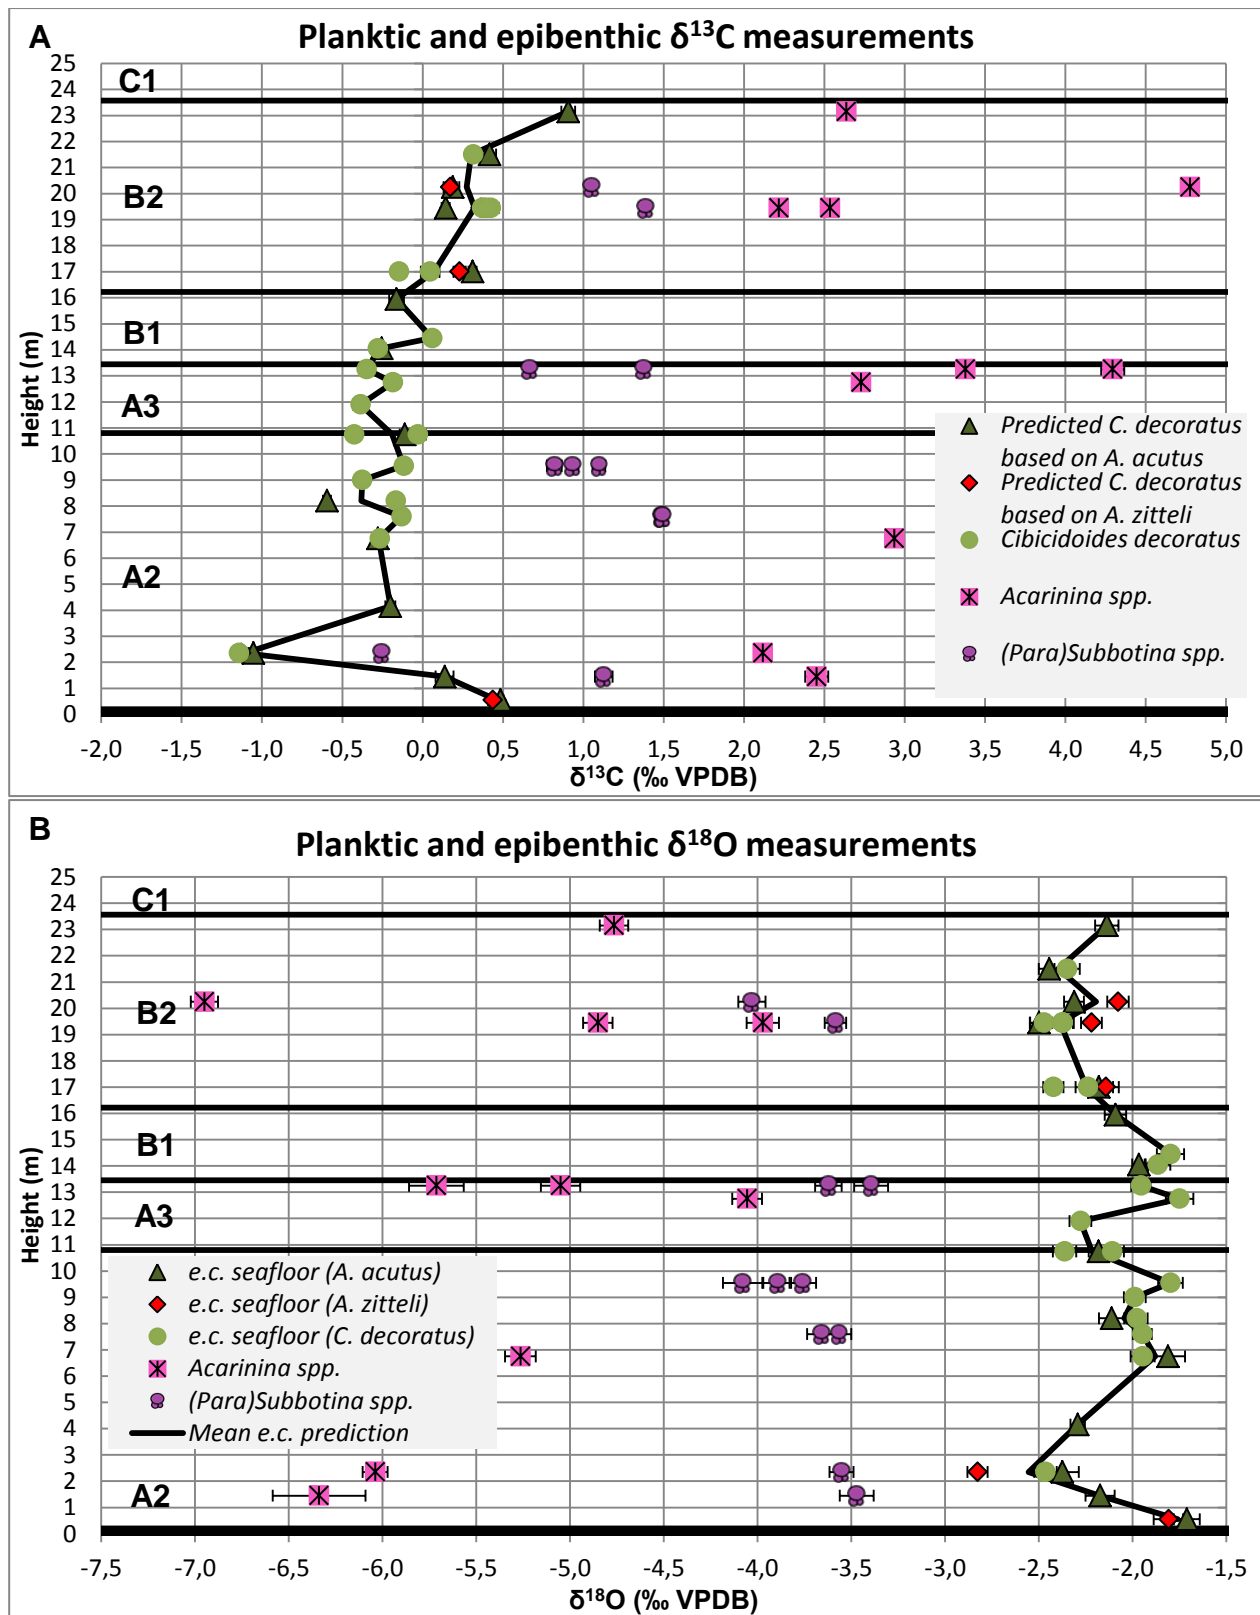 A
Planktic and epibenthic δ¹³C measurements
25
24
23
22
21
20
19
18
17
16
15
14
13
12
11
10
9
8
7
6
5
4
3
2
1
0
Height (m)
C1
B2
B1
A3
A2
Predicted C. decoratus
based on A. acutus
Predicted C. decoratus
based on A. zitteli
Cibicidoides decoratus
Acarinina spp.
(Para)Subbotina spp.
-2,0 -1,5 -1,0 -0,5 0,0 0,5 1,0 1,5 2,0 2,5 3,0 3,5 4,0 4,5 5,0
δ¹³C (‰ VPDB)
B
Planktic and epibenthic δ¹⁸O measurements
25
24
23
22
21
20
19
18
17
16
15
14
13
12
11
10
9
8
7
6
5
4
3
2
1
0
Height (m)
C1
B2
B1
A3
e.c. seafloor (A. acutus)
e.c. seafloor (A. zitteli)
e.c. seafloor (C. decoratus)
Acarinina spp.
(Para)Subbotina spp.
Mean e.c. prediction
A2
-7,5 -7,0 -6,5 -6,0 -5,5 -5,0 -4,5 -4,0 -3,5 -3,0 -2,5 -2,0 -1,5
δ¹⁸O (‰ VPDB)